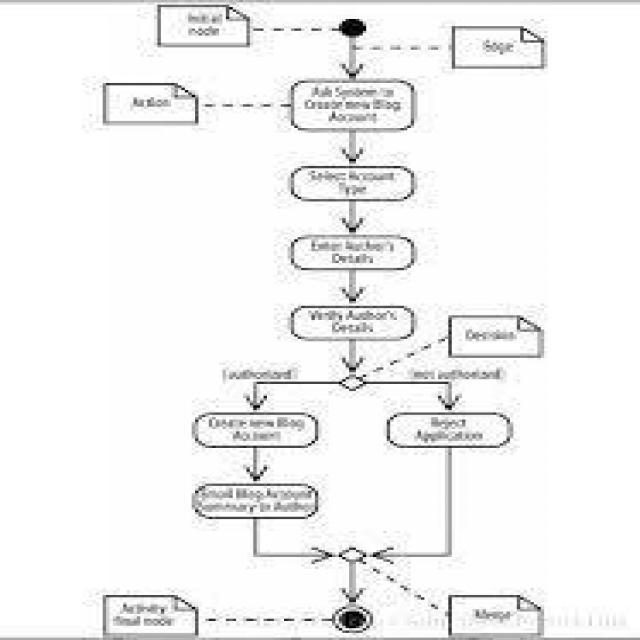 Initial
node
Edge
Action
Ask System to
Create new Blog
Account
Select Account
Type
Enter Author's
Details
Verify Author's
Details
Decision
[authorized]
[not authorized]
Create new Blog
Account
Reject
Application
Email Blog Account
Summary to Author
Activity
final node
Merge